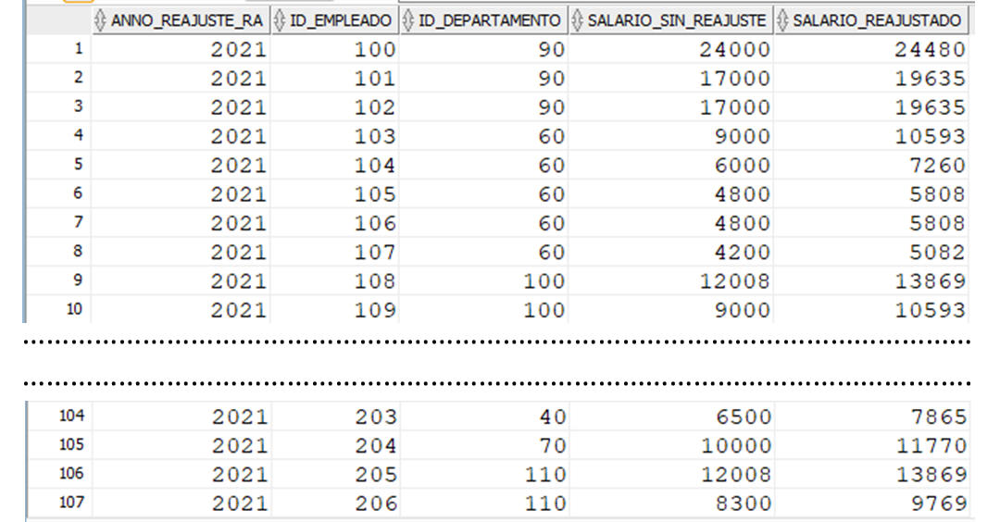 ANNO_REAJUSTE_RA ID_EMPLEADO ID_DEPARTAMENTO SALARIO_SIN_REAJUSTE SALARIO_REAJUSTADO
1 2021 100 90 24000 24480
2 2021 101 90 17000 19635
3 2021 102 90 17000 19635
4 2021 103 60 9000 10593
5 2021 104 60 6000 7260
6 2021 105 60 4800 5808
7 2021 106 60 4800 5808
8 2021 107 60 4200 5082
9 2021 108 100 12008 13869
10 2021 109 100 9000 10593
104 2021 203 40 6500 7865
105 2021 204 70 10000 11770
106 2021 205 110 12008 13869
107 2021 206 110 8300 9769